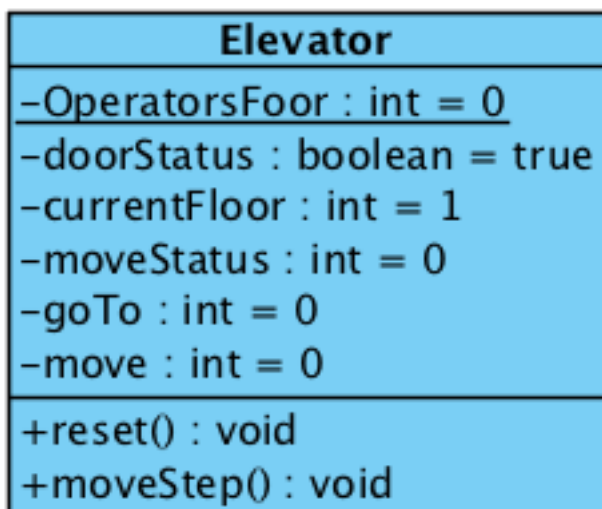 Elevator
-OperatorsFoor : int = 0
-doorStatus : boolean = true
-currentFloor : int = 1
-moveStatus : int = 0
-goTo : int = 0
-move : int = 0
+reset() : void
+moveStep() : void